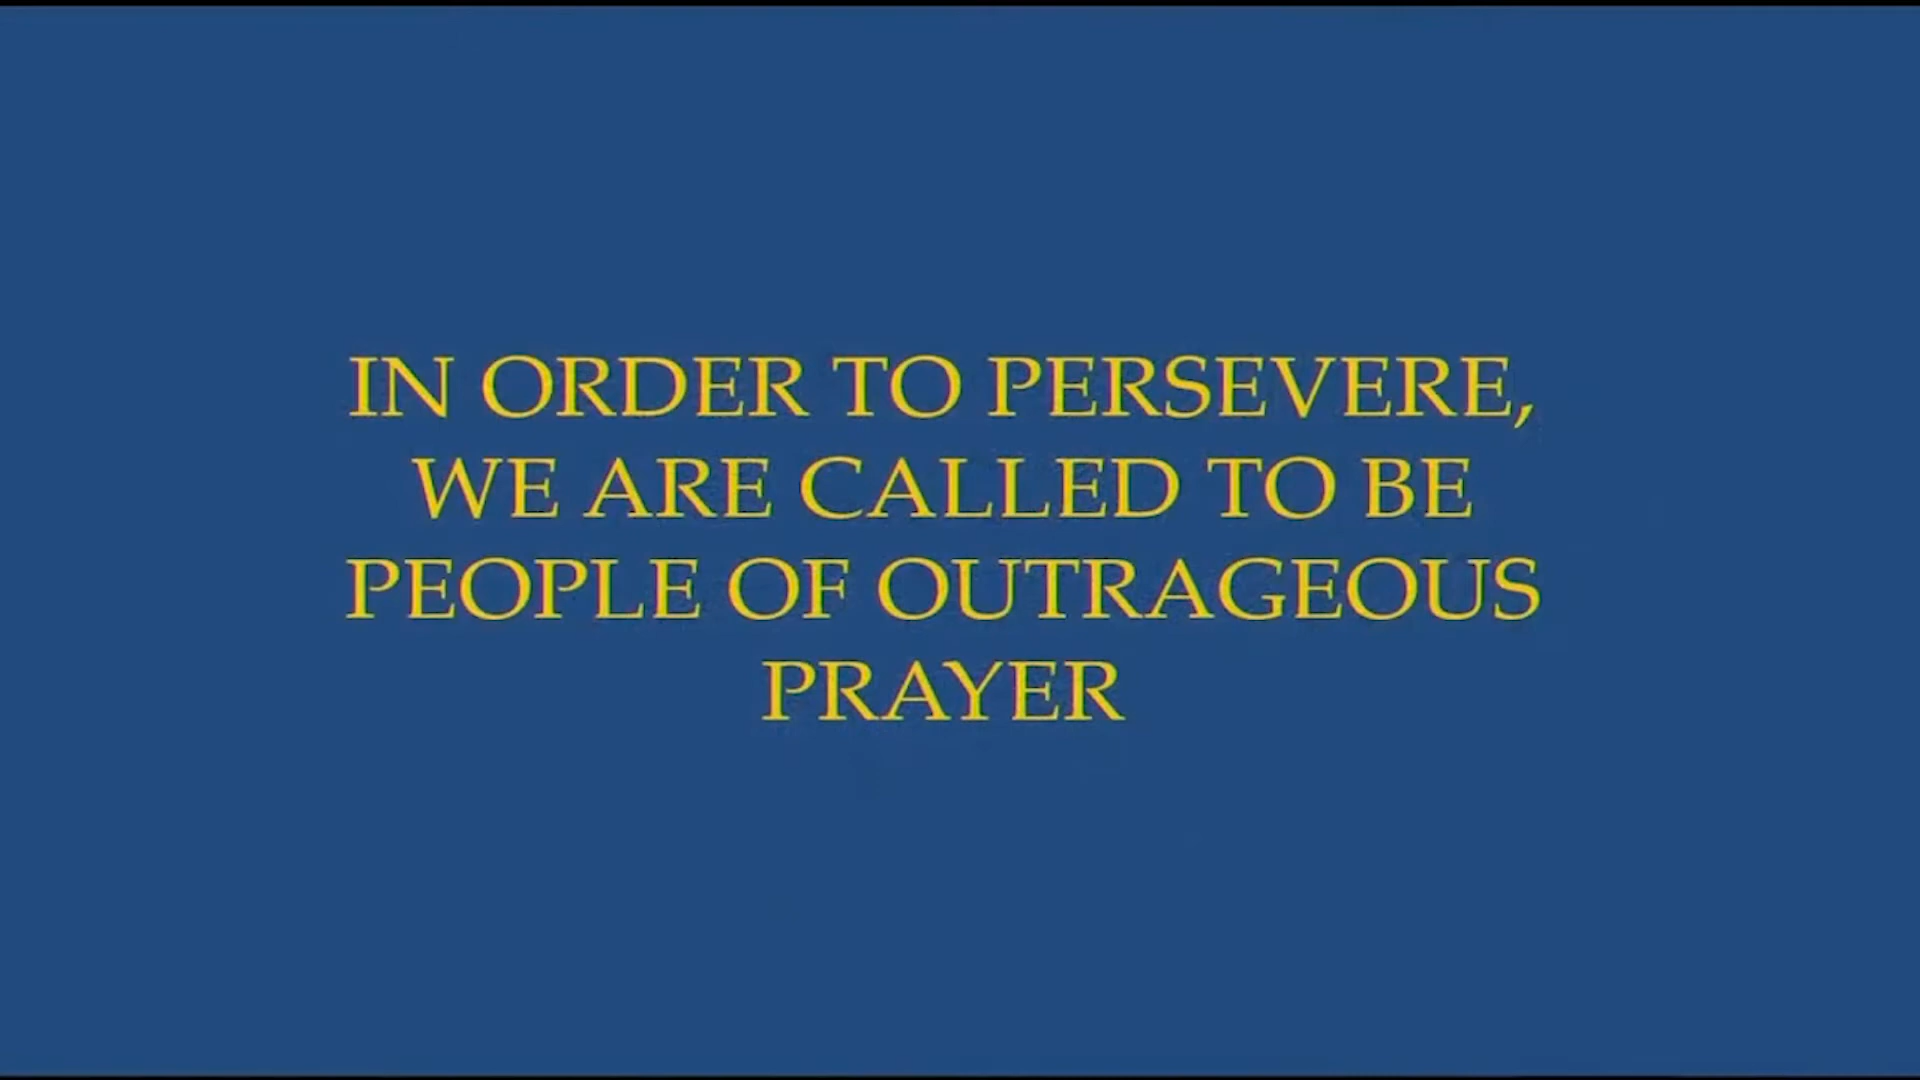 IN ORDER TO PERSEVERE,
WE ARE CALLED TO BE
PEOPLE OF OUTRAGEOUS
PRAYER